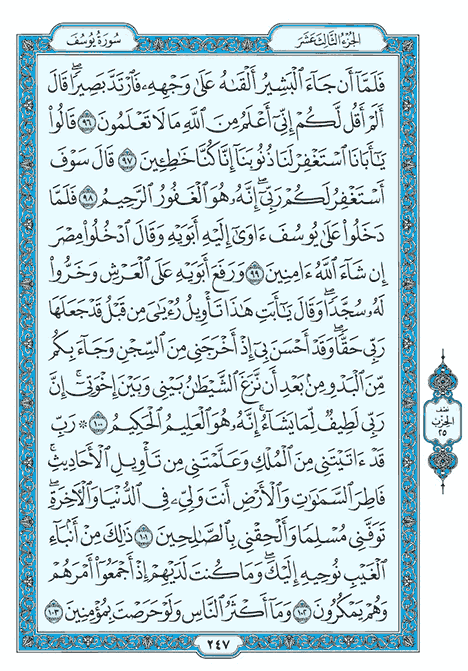 الجزء الثالث عشر
سورة يوسف
فَلَمَّآ أَن جَآءَ ٱلْبَشِيرُ أَلْقَىٰهُ عَلَىٰ وَجْهِهِۦ فَٱرْتَدَّ بَصِيرًا ۖ قَالَ
أَلَمْ أَقُل لَّكُمْ إِنِّىٓ أَعْلَمُ مِنَ ٱللَّهِ مَا لَا تَعْلَمُونَ ٩٦ قَالُوا۟
يَـٰٓأَبَانَا ٱسْتَغْفِرْ لَنَا ذُنُوبَنَآ إِنَّا كُنَّا خَـٰطِـِٔينَ ٩٧ قَالَ سَوْفَ
أَسْتَغْفِرُ لَكُمْ رَبِّىٓ ۖ إِنَّهُۥ هُوَ ٱلْغَفُورُ ٱلرَّحِيمُ ٩٨ فَلَمَّا
دَخَلُوا۟ عَلَىٰ يُوسُفَ ءَاوَىٰٓ إِلَيْهِ أَبَوَيْهِ وَقَالَ ٱدْخُلُوا۟ مِصْرَ
إِن شَآءَ ٱللَّهُ ءَامِنِينَ ٩٩ وَرَفَعَ أَبَوَيْهِ عَلَى ٱلْعَرْشِ وَخَرُّوا۟
لَهُۥ سُجَّدًا ۖ وَقَالَ يَـٰٓأَبَتِ هَـٰذَا تَأْوِيلُ رُءْيَـٰىَ مِن قَبْلُ قَدْ جَعَلَهَا
رَبِّى حَقًّا ۖ وَقَدْ أَحْسَنَ بِىٓ إِذْ أَخْرَجَنِى مِنَ ٱلسِّجْنِ وَجَآءَ بِكُم
مِّنَ ٱلْبَدْوِ مِنۢ بَعْدِ أَن نَّزَغَ ٱلشَّيْطَـٰنُ بَيْنِى وَبَيْنَ إِخْوَتِىٓ ۚ إِنَّ
رَبِّى لَطِيفٌ لِّمَا يَشَآءُ ۚ إِنَّهُۥ هُوَ ٱلْعَلِيمُ ٱلْحَكِيمُ ١٠٠ ۞ رَبِّ
قَدْ ءَاتَيْتَنِى مِنَ ٱلْمُلْكِ وَعَلَّمْتَنِى مِن تَأْوِيلِ ٱلْأَحَادِيثِ ۚ
فَاطِرَ ٱلسَّمَـٰوَٰتِ وَٱلْأَرْضِ أَنتَ وَلِىِّۦ فِى ٱلدُّنْيَا وَٱلْـَٔاخِرَةِ ۖ
تَوَفَّنِى مُسْلِمًا وَأَلْحِقْنِى بِٱلصَّـٰلِحِينَ ١٠١ ذَٰلِكَ مِنْ أَنۢبَآءِ
ٱلْغَيْبِ نُوحِيهِ إِلَيْكَ ۖ وَمَا كُنتَ لَدَيْهِمْ إِذْ أَجْمَعُوٓا۟ أَمْرَهُمْ
وَهُمْ يَمْكُرُونَ ١٠٢ وَمَآ أَكْثَرُ ٱلنَّاسِ وَلَوْ حَرَصْتَ بِمُؤْمِنِينَ ١٠٣
نصف
الحزب
٢٥
٢٤٧